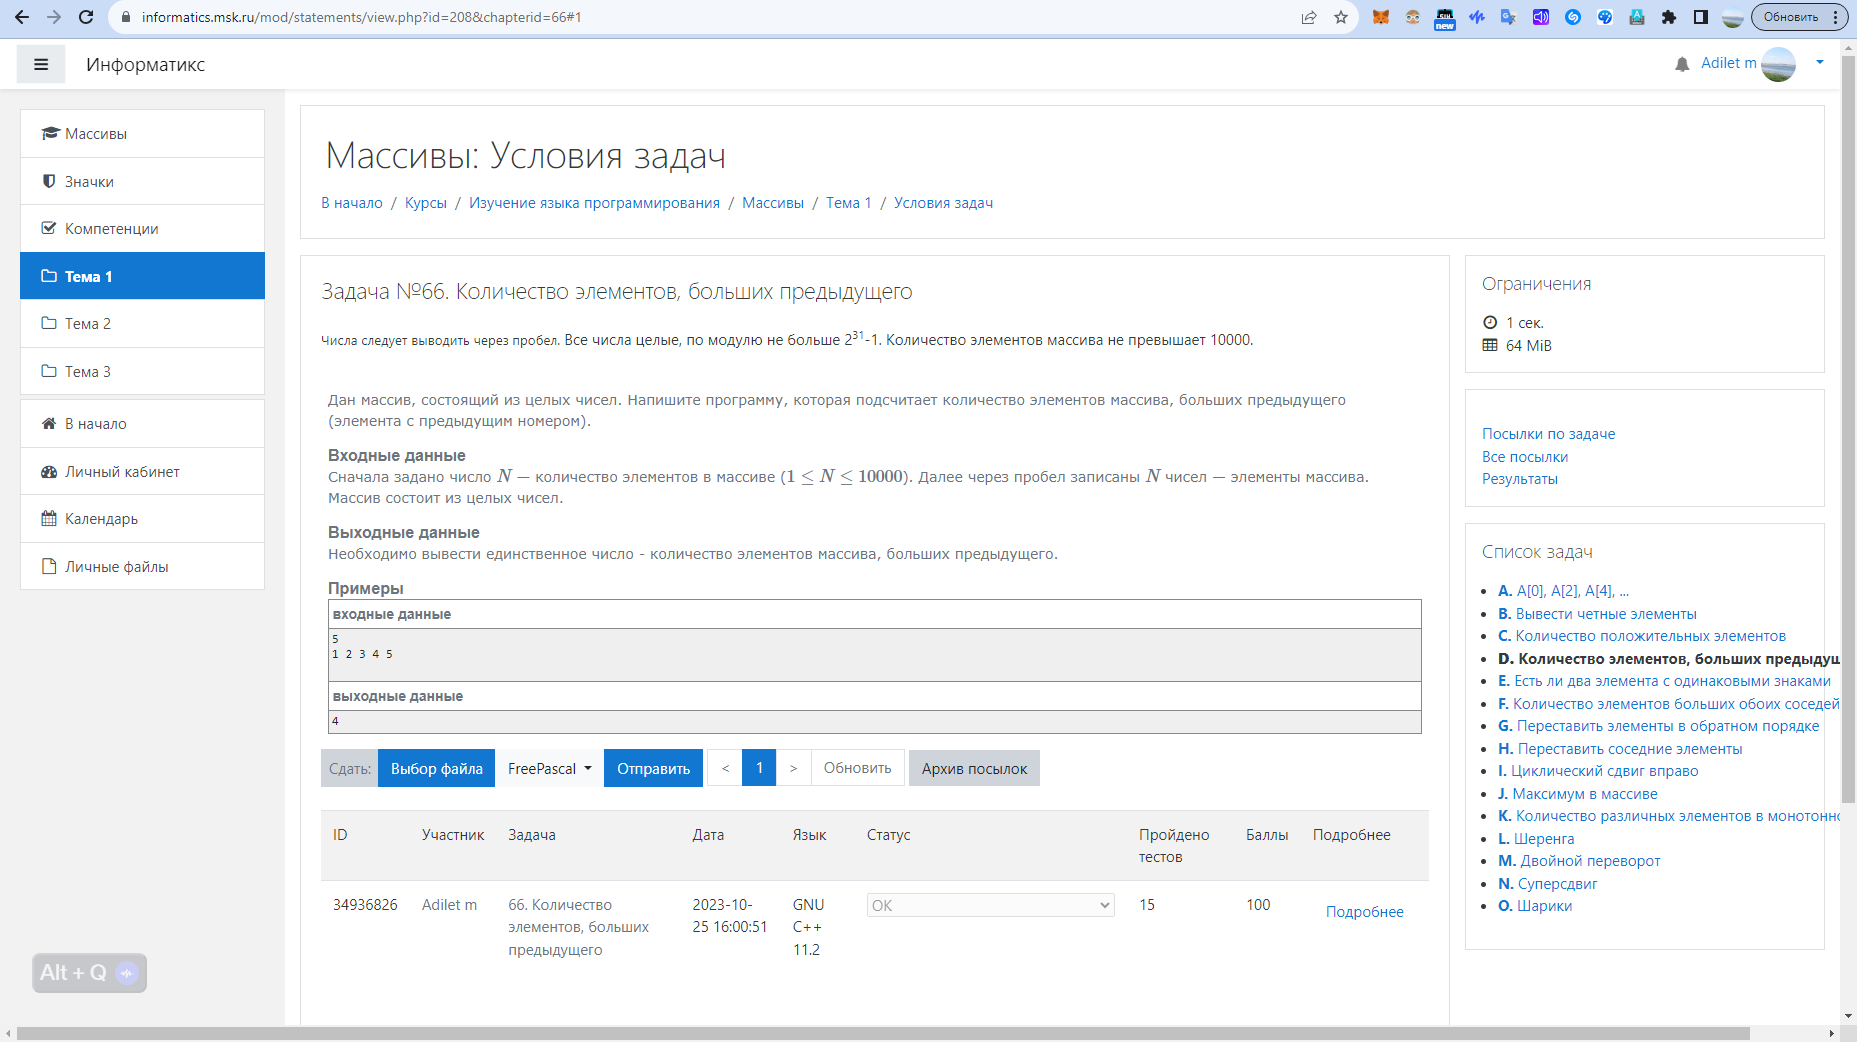 informatics.msk.ru/mod/statements/view.php?id=208&chapterid=66#1
new
Обновить
Информатикс
Adilet m
Массивы
Значки
Компетенции
Тема 1
Тема 2
Тема 3
В начало
Личный кабинет
Календарь
Личные файлы
Alt + Q
Массивы: Условия задач
В начало / Курсы / Изучение языка программирования / Массивы / Тема 1 / Условия задач
Задача №66. Количество элементов, больших предыдущего
Числа следует выводить через пробел. Все числа целые, по модулю не больше 2³¹-1. Количество элементов массива не превышает 10000.
Дан массив, состоящий из целых чисел. Напишите программу, которая подсчитает количество элементов массива, больших предыдущего
(элемента с предыдущим номером).
Входные данные
Сначала задано число N — количество элементов в массиве (1 ≤ N ≤ 10000). Далее через пробел записаны N чисел — элементы массива.
Массив состоит из целых чисел.
Выходные данные
Необходимо вывести единственное число - количество элементов массива, больших предыдущего.
Примеры
входные данные
5
1 2 3 4 5
выходные данные
4
Сдать: Выбор файла FreePascal Отправить < 1 > Обновить Архив посылок
ID Участник Задача Дата Язык Статус Пройдено тестов Баллы Подробнее
34936826 Adilet m 66. Количество элементов, больших предыдущего 2023-10-25 16:00:51 GNU C++ 11.2 OK 15 100 Подробнее
Ограничения
1 сек.
64 MiB
Посылки по задаче
Все посылки
Результаты
Список задач
A. A[0], A[2], A[4], ...
B. Вывести четные элементы
C. Количество положительных элементов
D. Количество элементов, больших предыдущ
E. Есть ли два элемента с одинаковыми знаками
F. Количество элементов больших обоих соседей
G. Переставить элементы в обратном порядке
H. Переставить соседние элементы
I. Циклический сдвиг вправо
J. Максимум в массиве
K. Количество различных элементов в монотонно
L. Шеренга
M. Двойной переворот
N. Суперсдвиг
O. Шарики